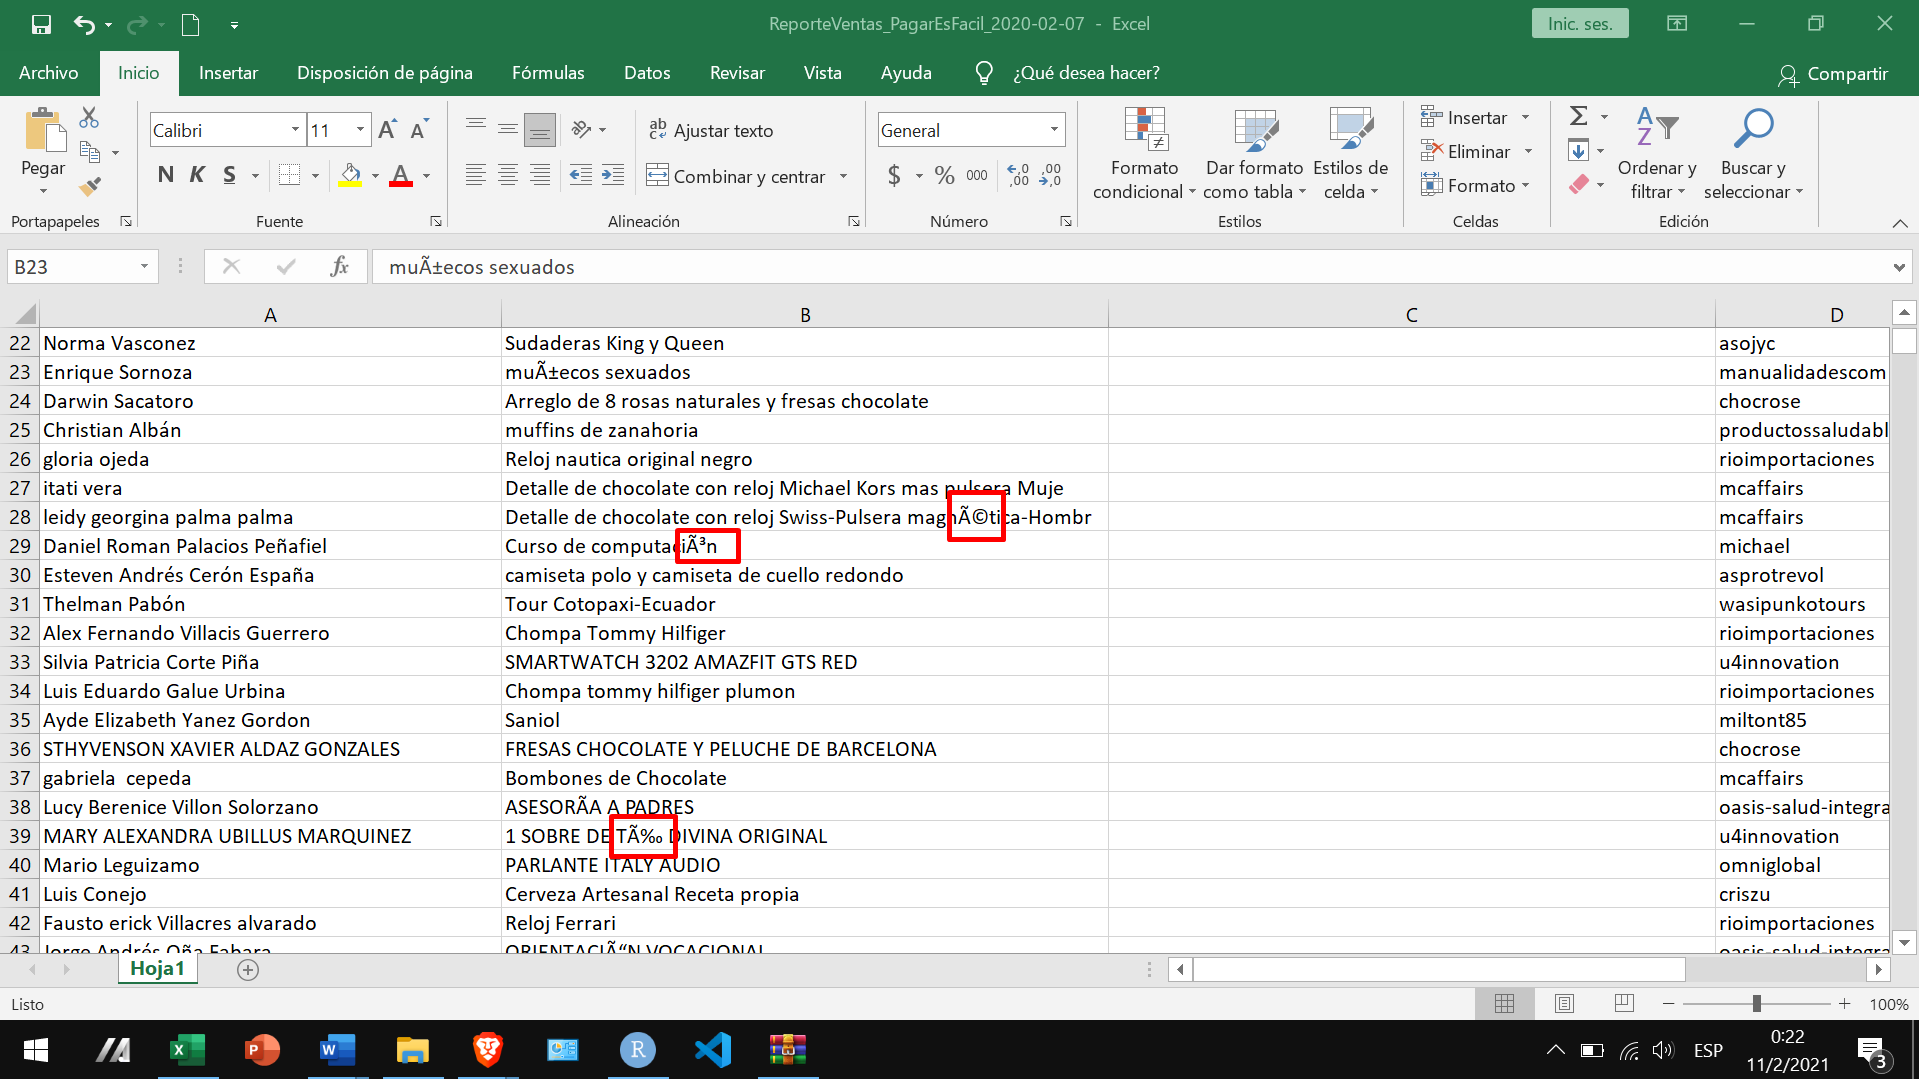 ReporteVentas_PagarEsFacil_2020-02-07 - Excel
Inic. ses.
Archivo Inicio Insertar Disposición de página Fórmulas Datos Revisar Vista Ayuda ¿Qué desea hacer? Compartir
Pegar
Portapapeles
Calibri 11
N K S
Fuente
Ajustar texto
Combinar y centrar
Alineación
General
$ % 000
Número
Formato condicional
Dar formato como tabla
Estilos de celda
Estilos
Insertar
Eliminar
Formato
Celdas
Ordenar y filtrar
Buscar y seleccionar
Edición
B23 fx muÃ±ecos sexuados
A B C D
22 Norma Vasconez Sudaderas King y Queen asojyc
23 Enrique Sornoza muÃ±ecos sexuados manualidadescom
24 Darwin Sacatoro Arreglo de 8 rosas naturales y fresas chocolate chocrose
25 Christian Albán muffins de zanahoria productossaludabl
26 gloria ojeda Reloj nautica original negro rioimportaciones
27 itati vera Detalle de chocolate con reloj Michael Kors mas pulsera Muje mcaffairs
28 leidy georgina palma palma Detalle de chocolate con reloj Swiss-Pulsera magnÃ©tica-Hombr mcaffairs
29 Daniel Roman Palacios Peñafiel Curso de computaciÃ³n michael
30 Esteven Andrés Cerón España camiseta polo y camiseta de cuello redondo asprotrevol
31 Thelman Pabón Tour Cotopaxi-Ecuador wasipunkotours
32 Alex Fernando Villacis Guerrero Chompa Tommy Hilfiger rioimportaciones
33 Silvia Patricia Corte Piña SMARTWATCH 3202 AMAZFIT GTS RED u4innovation
34 Luis Eduardo Galue Urbina Chompa tommy hilfiger plumon rioimportaciones
35 Ayde Elizabeth Yanez Gordon Saniol miltont85
36 STHYVENSON XAVIER ALDAZ GONZALES FRESAS CHOCOLATE Y PELUCHE DE BARCELONA chocrose
37 gabriela cepeda Bombones de Chocolate mcaffairs
38 Lucy Berenice Villon Solorzano ASESORÃA A PADRES oasis-salud-integra
39 MARY ALEXANDRA UBILLUS MARQUINEZ 1 SOBRE DE TÃ‰ DIVINA ORIGINAL u4innovation
40 Mario Leguizamo PARLANTE ITALY AUDIO omniglobal
41 Luis Conejo Cerveza Artesanal Receta propia criszu
42 Fausto erick Villacres alvarado Reloj Ferrari rioimportaciones
43 Jorge Andrés Oña Fabara ORIENTACIÃ“N VOCACIONAL oasis-salud-integra
Hoja1
Listo 100%
ESP
0:22
11/2/2021
3